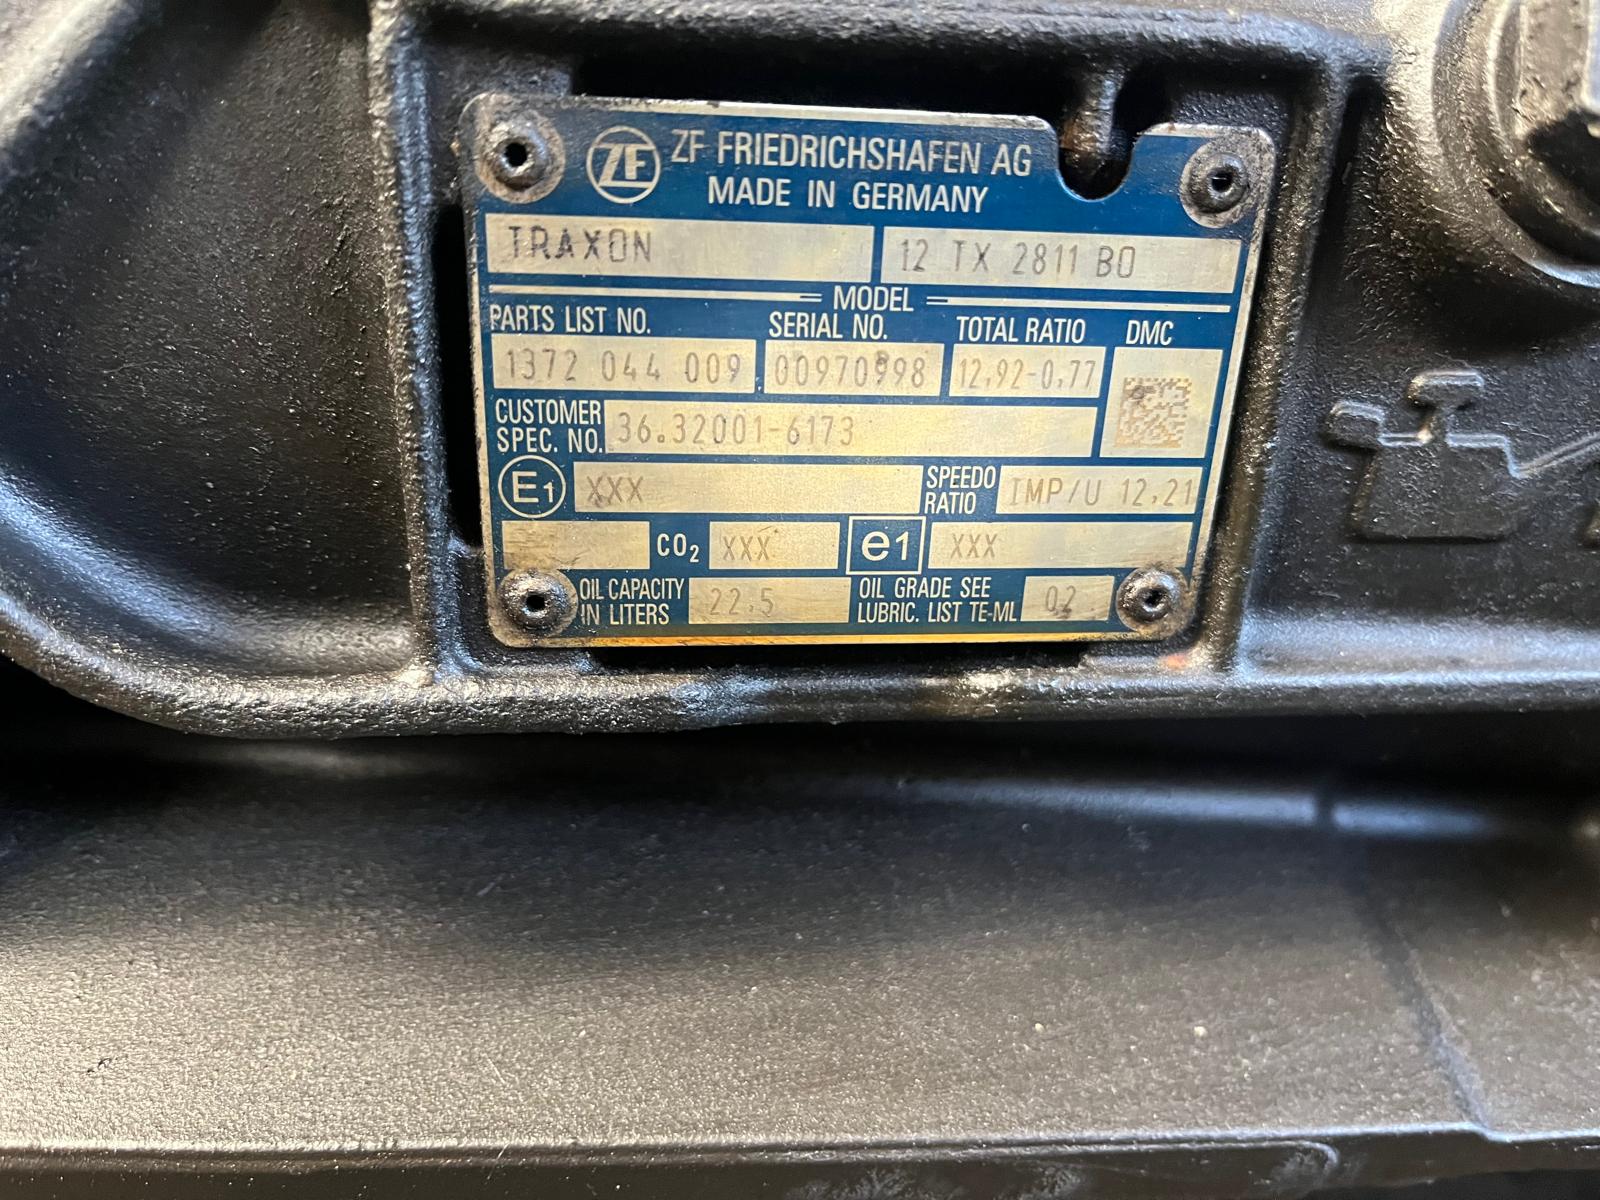 ZF ZF FRIEDRICHSHAFEN AG
MADE IN GERMANY
TRAXON 12 TX 2811 BO
MODEL
PARTS LIST NO. SERIAL NO. TOTAL RATIO DMC
1372 044 009 00970998 12,92-0,77
CUSTOMER SPEC. NO. 36.32001-6173
E1 XXX SPEEDO RATIO IMP/U 12,21
CO2 XXX e1 XXX
OIL CAPACITY IN LITERS 22,5 OIL GRADE SEE LUBRIC. LIST TE-ML 02